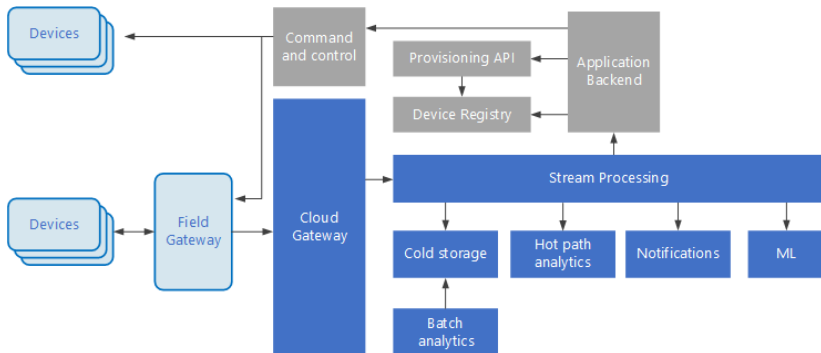 Devices
Command
and control
Provisioning API
Application
Backend
Device Registry
Stream Processing
Devices
Field
Gateway
Cloud
Gateway
Cold storage
Hot path
analytics
Notifications
ML
Batch
analytics